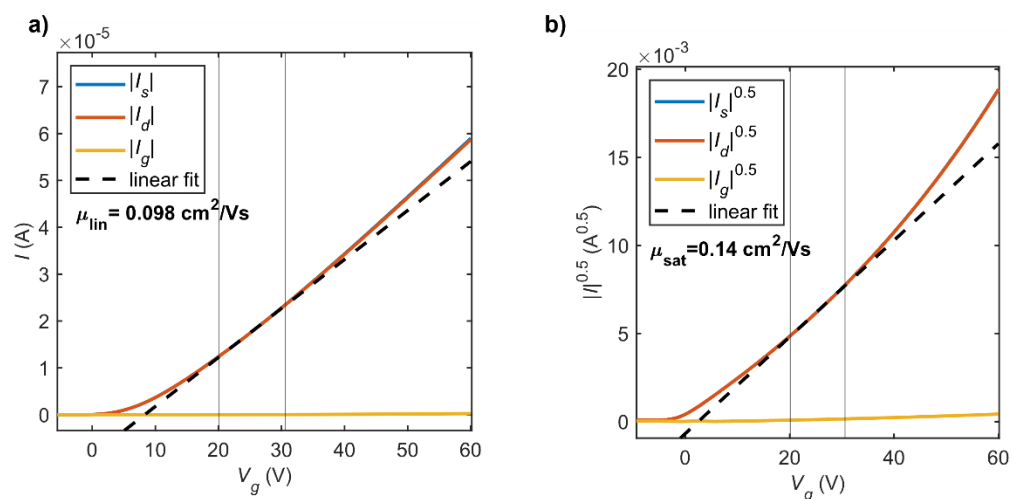 a)
×10⁻⁵
7
6
5
4
3
2
1
0
I (A)
|I_s|
|I_d|
|I_g|
linear fit
μ_lin= 0.098 cm²/Vs
0 10 20 30 40 50 60
V_g (V)
b)
×10⁻³
20
15
10
5
0
|I|^0.5 (A^0.5)
|I_s|^0.5
|I_d|^0.5
|I_g|^0.5
linear fit
μ_sat=0.14 cm²/Vs
0 20 40 60
V_g (V)